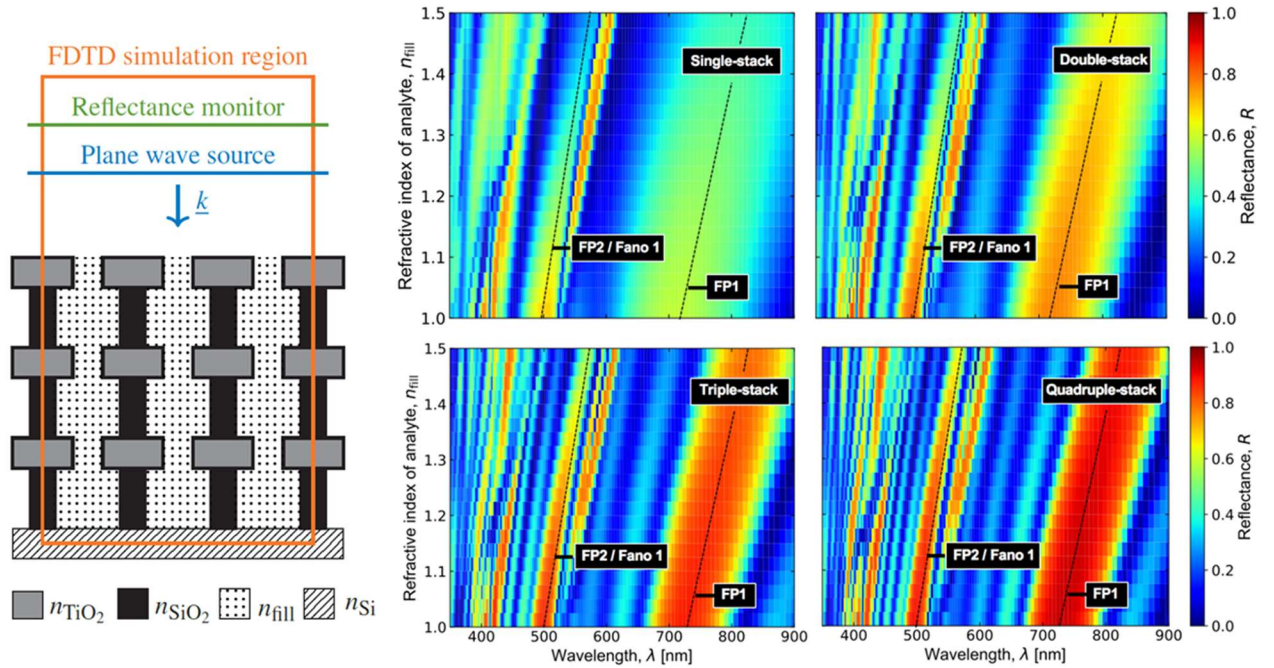 FDTD simulation region
Reflectance monitor
Plane wave source
k
nTiO2
nSiO2
nfill
nSi
Refractive index of analyte, nfill
1.5
1.4
1.3
1.2
1.1
1.0
Single-stack
FP2 / Fano 1
FP1
Double-stack
FP2 / Fano 1
FP1
1.0
0.8
0.6
0.4
0.2
0.0
Reflectance, R
Refractive index of analyte, nfill
1.5
1.4
1.3
1.2
1.1
1.0
Triple-stack
FP2 / Fano 1
FP1
400
500
600
700
800
900
Wavelength, λ [nm]
Quadruple-stack
FP2 / Fano 1
FP1
400
500
600
700
800
900
Wavelength, λ [nm]
1.0
0.8
0.6
0.4
0.2
0.0
Reflectance, R